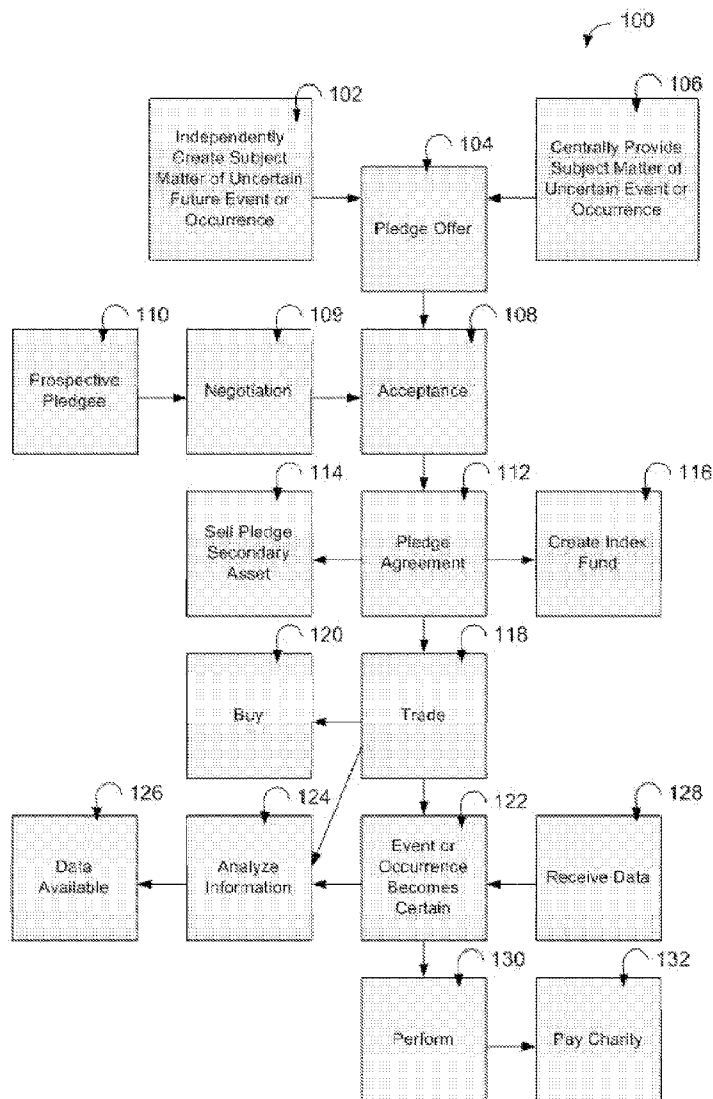 100
102
Independently
Create Subject
Matter of Uncertain
Future Event or
Occurrence
104
Pledge Offer
106
Centrally Provide
Subject Matter of
Uncertain Event or
Occurrence
110
Prospective
Pledgee
109
Negotiation
108
Acceptance
114
Sell Pledge
Secondary
Asset
112
Pledge
Agreement
116
Create Index
Fund
120
Buy
118
Trade
126
Data
Available
124
Analyze
Information
122
Event or
Occurrence
Becomes
Certain
128
Receive Data
130
Perform
132
Pay Charity